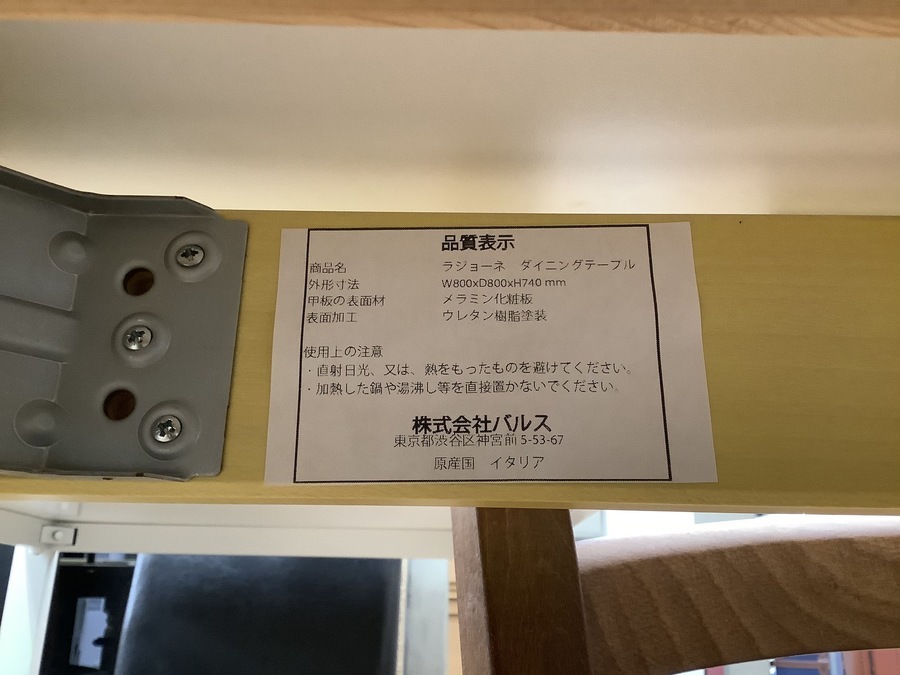 品質表示
商品名 ラジョーネ ダイニングテーブル
外形寸法 W800xD800xH740 mm
甲板の表面材 メラミン化粧板
表面加工 ウレタン樹脂塗装
使用上の注意
・直射日光、又は、熱をもったものを避けてください。
・加熱した鍋や湯沸し等を直接置かないでください。
株式会社バルス
東京都渋谷区神宮前 5-53-67
原産国 イタリア